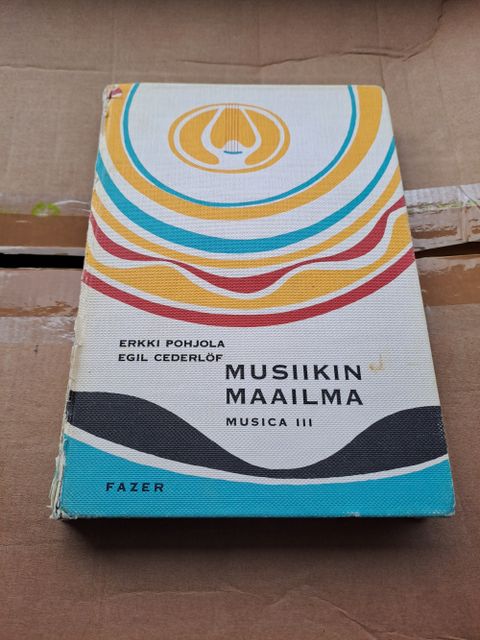 ERKKI POHJOLA
EGIL CEDERLÖF
MUSIIKIN
MAAILMA
MUSICA III
FAZER